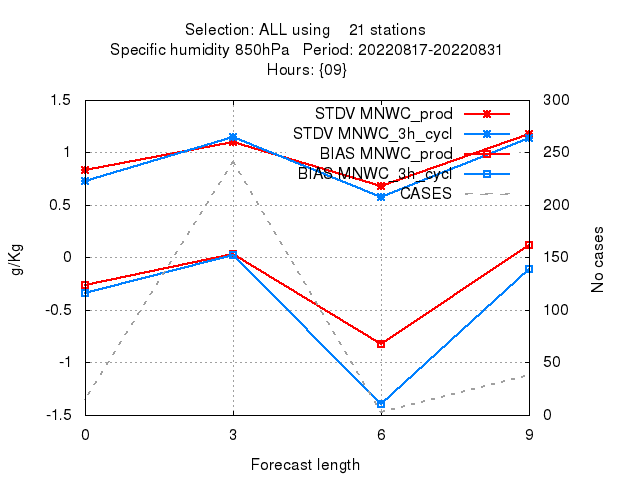 Selection: ALL using    21 stations
Specific humidity 850hPa   Period: 20220817-20220831
Hours: {09}
1.5
1
0.5
0
-0.5
-1
-1.5
300
250
200
150
100
50
0
STDV MNWC_prod
STDV MNWC_3h_cycl
BIAS MNWC_prod
BIAS MNWC_3h_cycl
CASES
g/Kg
No cases
0
3
6
9
Forecast length